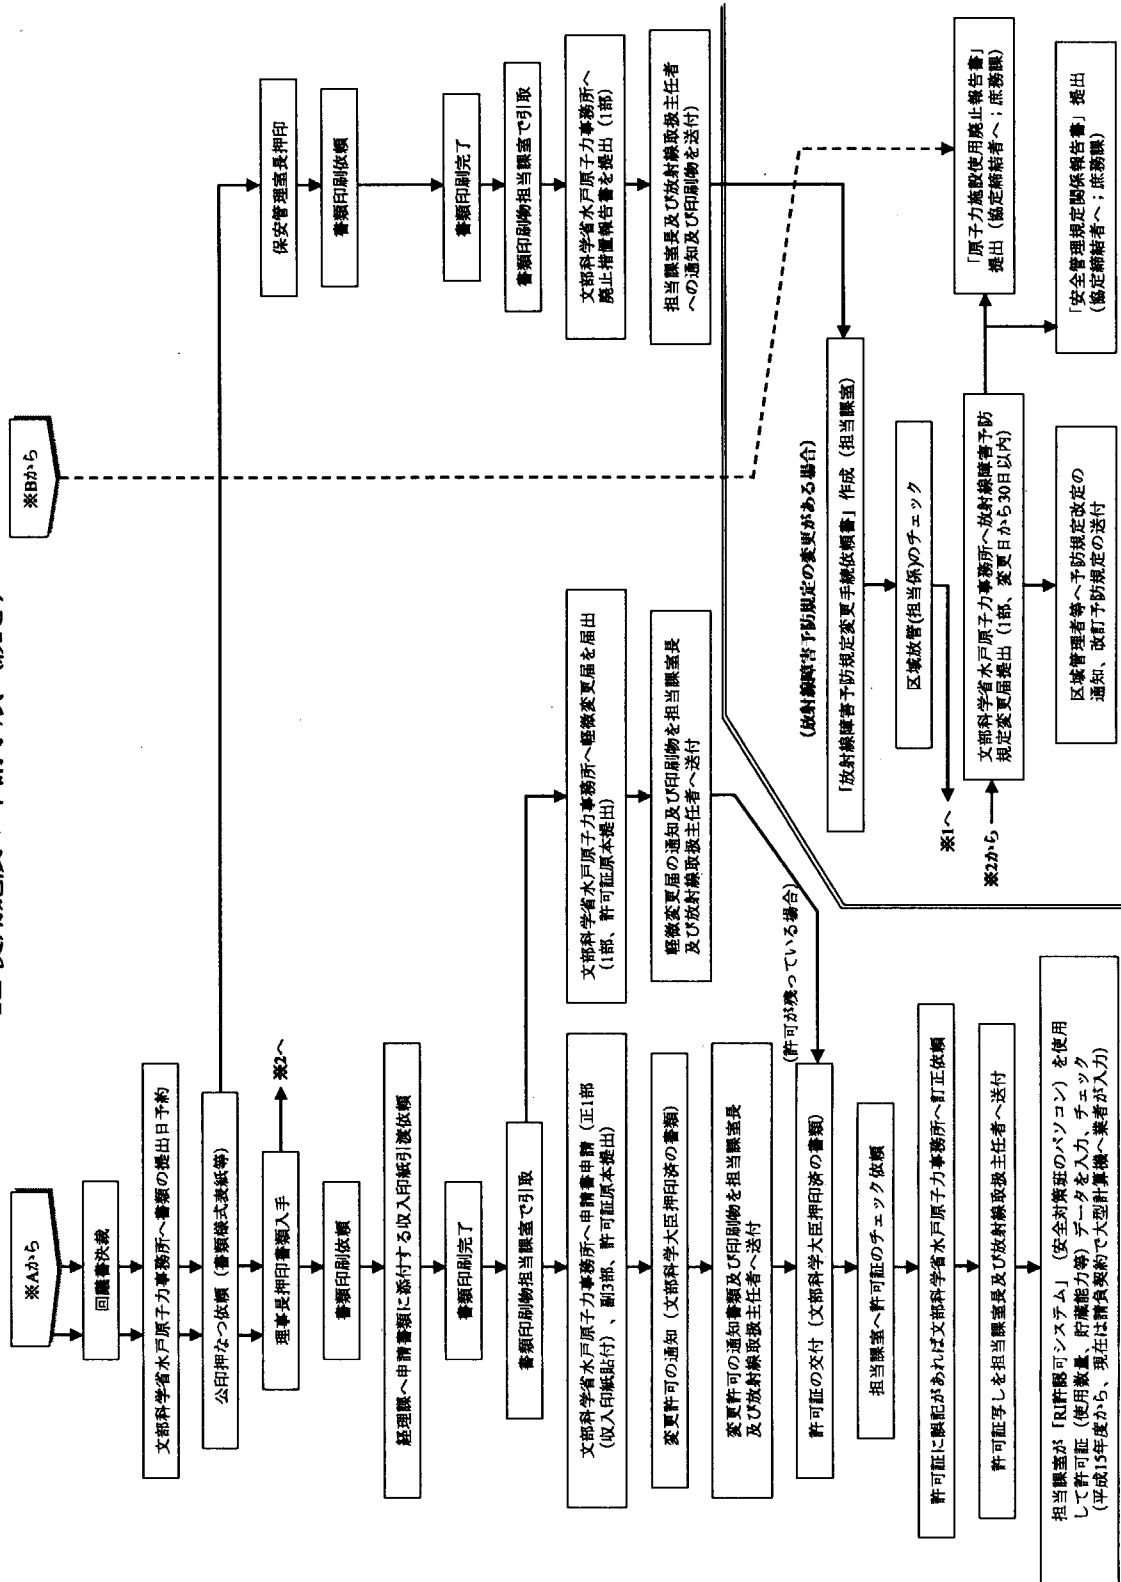 ※Aから
回議書決裁
文部科学省水戸原子力事務所へ書類の提出日予約
公印押なつ依頼（書類様式表紙等）
理事長押印書類入手
※2へ
書類印刷依頼
経理課へ申請書類に添付する収入印紙引渡依頼
書類印刷完了
書類印刷物担当課室で引取
文部科学省水戸原子力事務所へ申請書申請（正1部
（収入印紙貼付）、副3部、許可証原本提出）
変更許可の通知（文部科学大臣押印済の書類）
変更許可の通知書類及び印刷物を担当課室長
及び放射線取扱主任者へ送付
許可証の交付（文部科学大臣押印済の書類）
担当課室へ許可証のチェック依頼
許可証に誤記があれば文部科学省水戸原子力事務所へ訂正依頼
許可証写しを担当課室長及び放射線取扱主任者へ送付
担当課室が「RI許認可システム」（安全対策班のパソコン）を使用
して許可証（使用数量、貯蔵能力等）データを入力、チェック
（平成15年度から、現在は請負契約で大型計算機へ業者が入力）
文部科学省水戸原子力事務所へ軽微変更届を届出
（1部、許可証原本提出）
軽微変更届の通知及び印刷物を担当課室長
及び放射線取扱主任者へ送付
（許可が残っている場合）
※Bから
保安管理室長押印
書類印刷依頼
書類印刷完了
書類印刷物担当課室で引取
文部科学省水戸原子力事務所へ
廃止措置報告書を提出（1部）
担当課室長及び放射線取扱主任者
への通知及び印刷物を送付）
（放射線障害予防規定の変更がある場合）
「放射線障害予防規定変更手続依頼書」作成（担当課室）
区域放管(担当係)のチェック
※1へ
※2から
文部科学省水戸原子力事務所へ放射線障害予防
規定変更届提出（1部、変更日から30日以内）
区域管理者等へ予防規定改定の
通知、改訂予防規定の送付
「原子力施設使用廃止報告書」
提出（協定締結者へ；庶務課）
「安全管理規定関係報告書」提出
（協定締結者へ；庶務課）